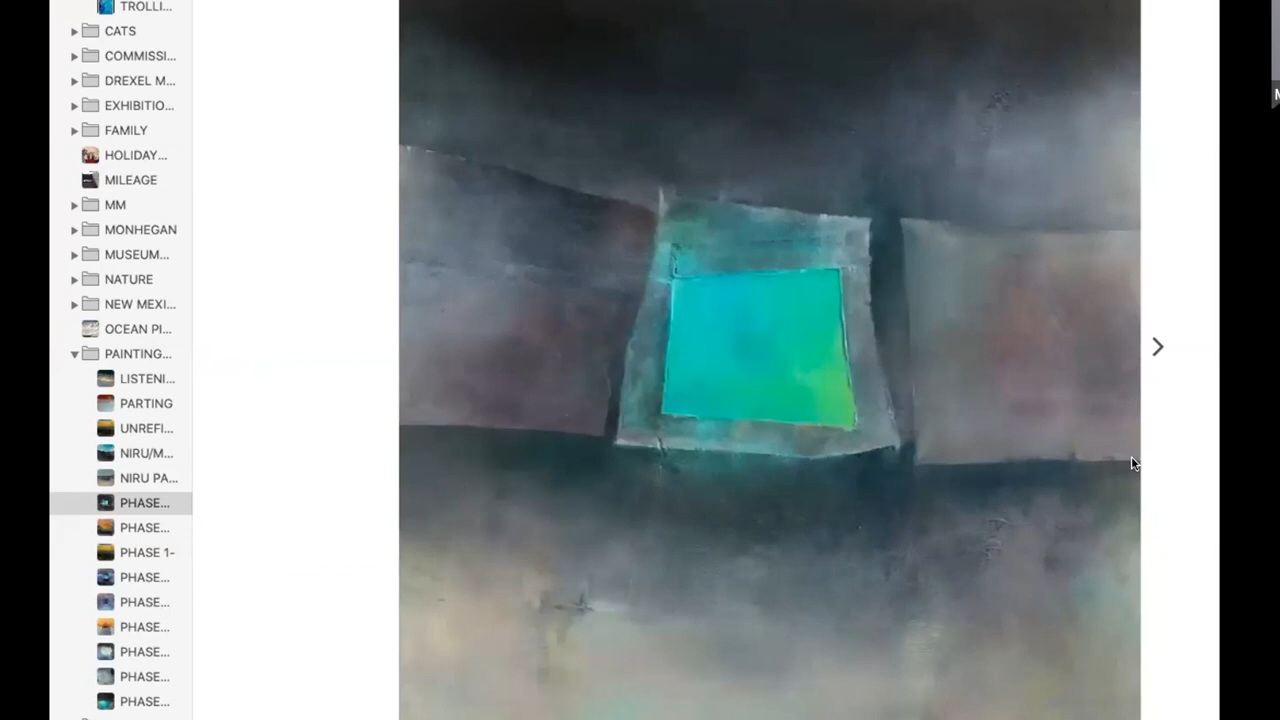 TROLLI...
CATS
COMMISSI...
DREXEL M...
EXHIBITIO...
FAMILY
HOLIDAY...
MILEAGE
MM
MONHEGAN
MUSEUM...
NATURE
NEW MEXI...
OCEAN PI...
PAINTING...
LISTENI...
PARTING
UNREFI...
NIRU/M...
NIRU PA...
PHASE...
PHASE...
PHASE 1-
PHASE...
PHASE...
PHASE...
PHASE...
PHASE...
PHASE...